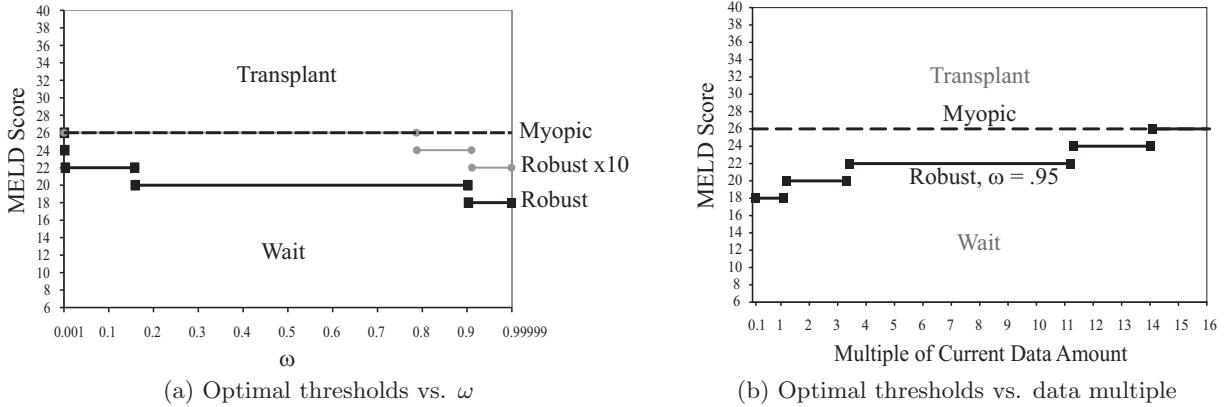 MELD Score
40
38
36
34
32
30
28
26
24
22
20
18
16
14
12
10
8
6
Transplant
Myopic
Robust x10
Robust
Wait
0.001 0.1 0.2 0.3 0.4 0.5 0.6 0.7 0.8 0.9 0.99999
ω
(a) Optimal thresholds vs. ω
MELD Score
40
38
36
34
32
30
28
26
24
22
20
18
16
14
12
10
8
6
Transplant
Myopic
Robust, ω = .95
Wait
0.1 1 2 3 4 5 6 7 8 9 10 11 12 13 14 15 16
Multiple of Current Data Amount
(b) Optimal thresholds vs. data multiple